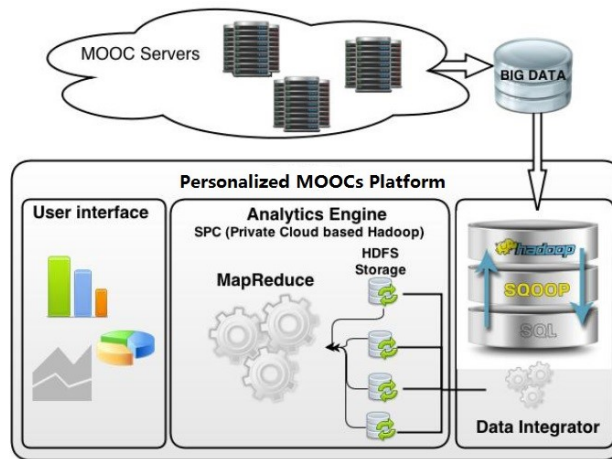 MOOC Servers
BIG DATA
Personalized MOOCs Platform
User interface
Analytics Engine
SPC (Private Cloud based Hadoop)
MapReduce
HDFS
Storage
hadoop
SQOOP
SQL
Data Integrator